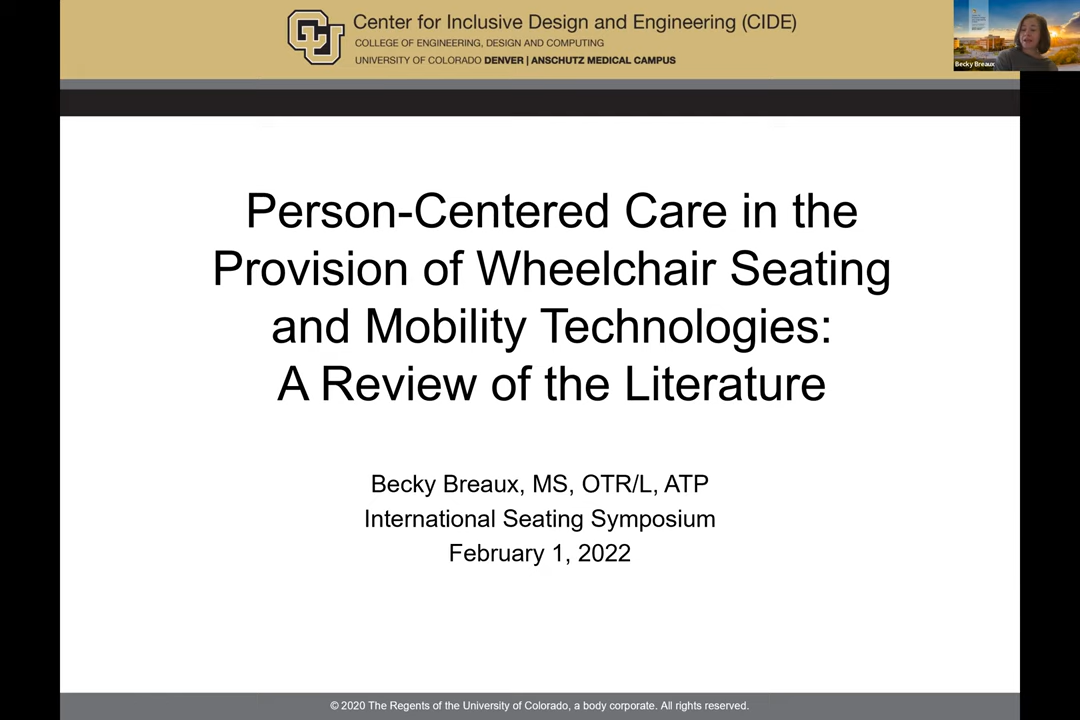 Center for Inclusive Design and Engineering (CIDE)
COLLEGE OF ENGINEERING, DESIGN AND COMPUTING
UNIVERSITY OF COLORADO DENVER | ANSCHUTZ MEDICAL CAMPUS
Becky Breaux
Person-Centered Care in the
Provision of Wheelchair Seating
and Mobility Technologies:
A Review of the Literature
Becky Breaux, MS, OTR/L, ATP
International Seating Symposium
February 1, 2022
© 2020 The Regents of the University of Colorado, a body corporate. All rights reserved.